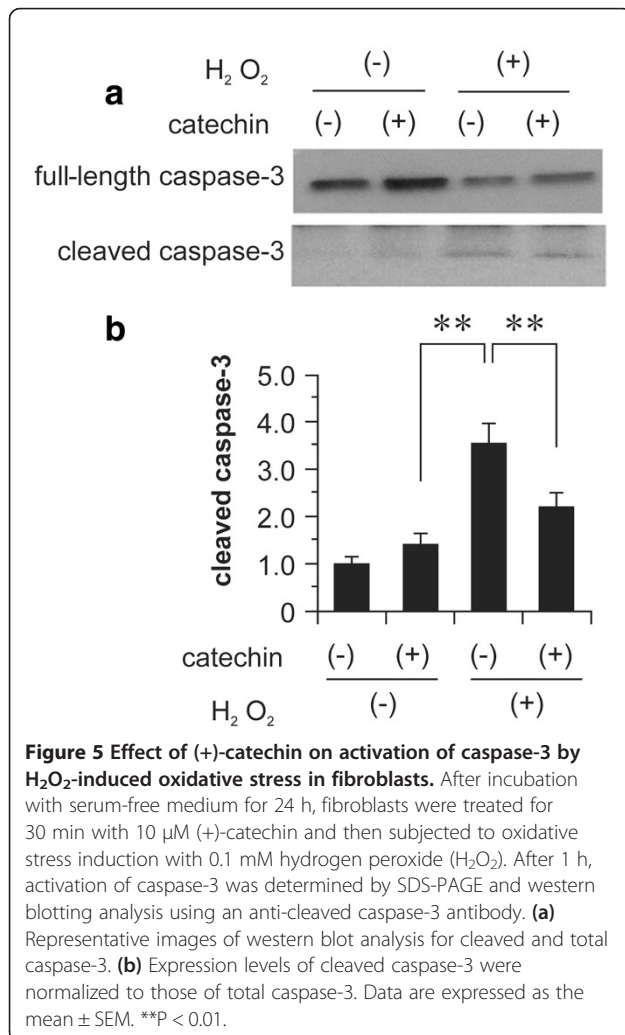 H₂ O₂ (-) (+)
a
catechin (-) (+) (-) (+)
full-length caspase-3
cleaved caspase-3
b
** **
cleaved caspase-3
5.0
4.0
3.0
2.0
1.0
0
catechin (-) (+) (-) (+)
H₂ O₂ (-) (+)
Figure 5 Effect of (+)-catechin on activation of caspase-3 by
H₂O₂-induced oxidative stress in fibroblasts. After incubation
with serum-free medium for 24 h, fibroblasts were treated for
30 min with 10 μM (+)-catechin and then subjected to oxidative
stress induction with 0.1 mM hydrogen peroxide (H₂O₂). After 1 h,
activation of caspase-3 was determined by SDS-PAGE and western
blotting analysis using an anti-cleaved caspase-3 antibody. (a)
Representative images of western blot analysis for cleaved and total
caspase-3. (b) Expression levels of cleaved caspase-3 were
normalized to those of total caspase-3. Data are expressed as the
mean ± SEM. **P < 0.01.